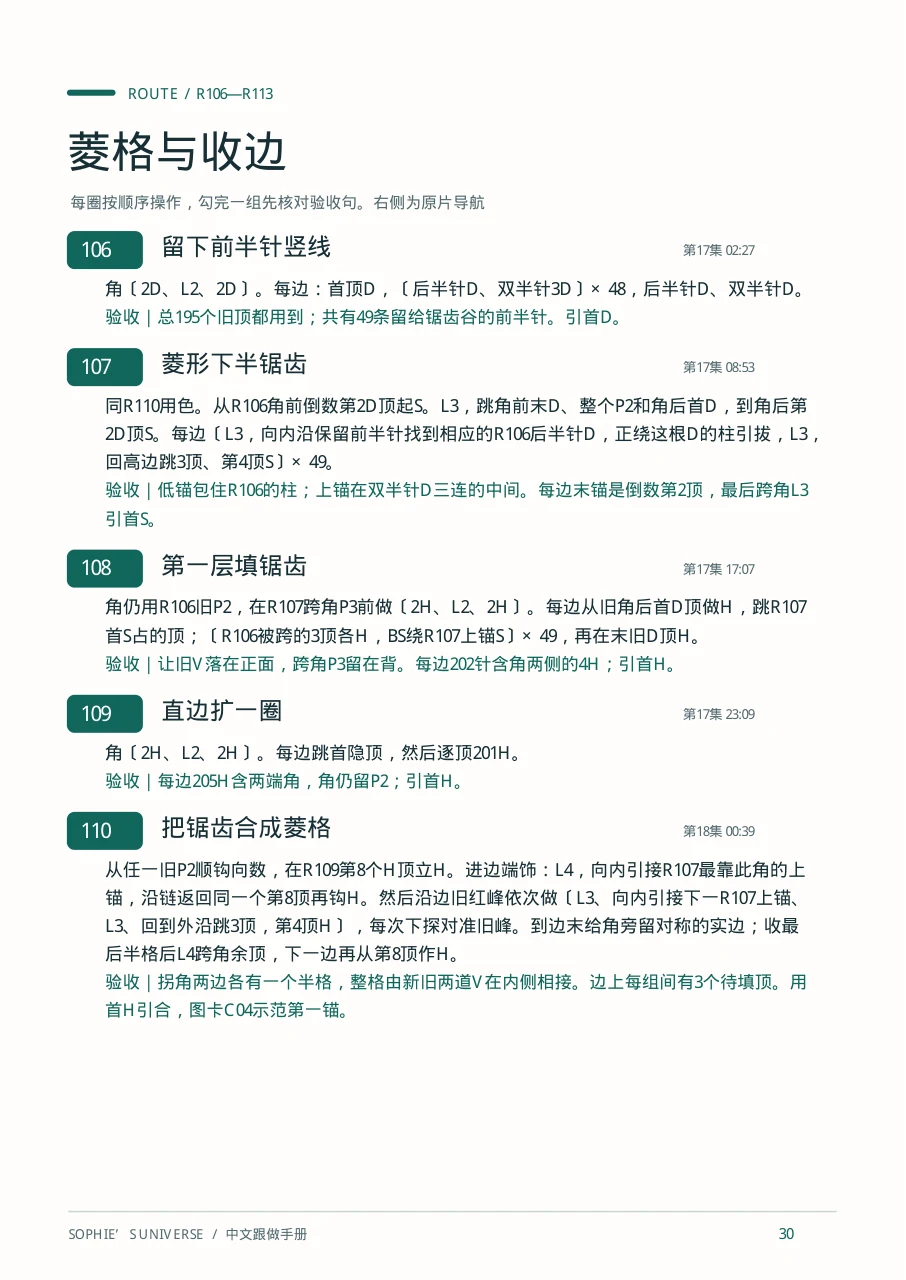 ROUTE / R106—R113
菱格与收边
每圈按顺序操作，勾完一组先核对验收句。右侧为原片导航
106 留下前半针竖线 第17集 02:27
角〔2D、L2、2D〕。每边：首顶D，〔后半针D、双半针3D〕× 48，后半针D、双半针D。
验收 | 总195个旧顶都用到；共有49条留给锯齿谷的前半针。引首D。
107 菱形下半锯齿 第17集 08:53
同R110用色。从R106角前倒数第2D顶起S。L3，跳角前末D、整个P2和角后首D，到角后第
2D顶S。每边〔L3，向内沿保留前半针找到相应的R106后半针D，正绕这根D的柱引拔，L3，
回高边跳3顶、第4顶S〕× 49。
验收 | 低锚包住R106的柱；上锚在双半针D三连的中间。每边末锚是倒数第2顶，最后跨角L3
引首S。
108 第一层填锯齿 第17集 17:07
角仍用R106旧P2，在R107跨角P3前做〔2H、L2、2H〕。每边从旧角后首D顶做H，跳R107
首S占的顶；〔R106被跨的3顶各H，BS绕R107上锚S〕× 49，再在末旧D顶H。
验收 | 让旧V落在正面，跨角P3留在背。每边202针含角两侧的4H；引首H。
109 直边扩一圈 第17集 23:09
角〔2H、L2、2H〕。每边跳首隐顶，然后逐顶201H。
验收 | 每边205H含两端角，角仍留P2；引首H。
110 把锯齿合成菱格 第18集 00:39
从任一旧P2顺钩向数，在R109第8个H顶立H。进边端饰：L4，向内引接R107最靠此角的上
锚，沿链返回同一个第8顶再钩H。然后沿边旧红峰依次做〔L3、向内引接下一R107上锚、
L3、回到外沿跳3顶，第4顶H〕，每次下探对准旧峰。到边末给角旁留对称的实边；收最
后半格后L4跨角余顶，下一边再从第8顶作H。
验收 | 拐角两边各有一个半格，整格由新旧两道V在内侧相接。边上每组间有3个待填顶。用
首H引合，图卡C04示范第一锚。
SOPHIE’ S UNIVERSE / 中文跟做手册 30